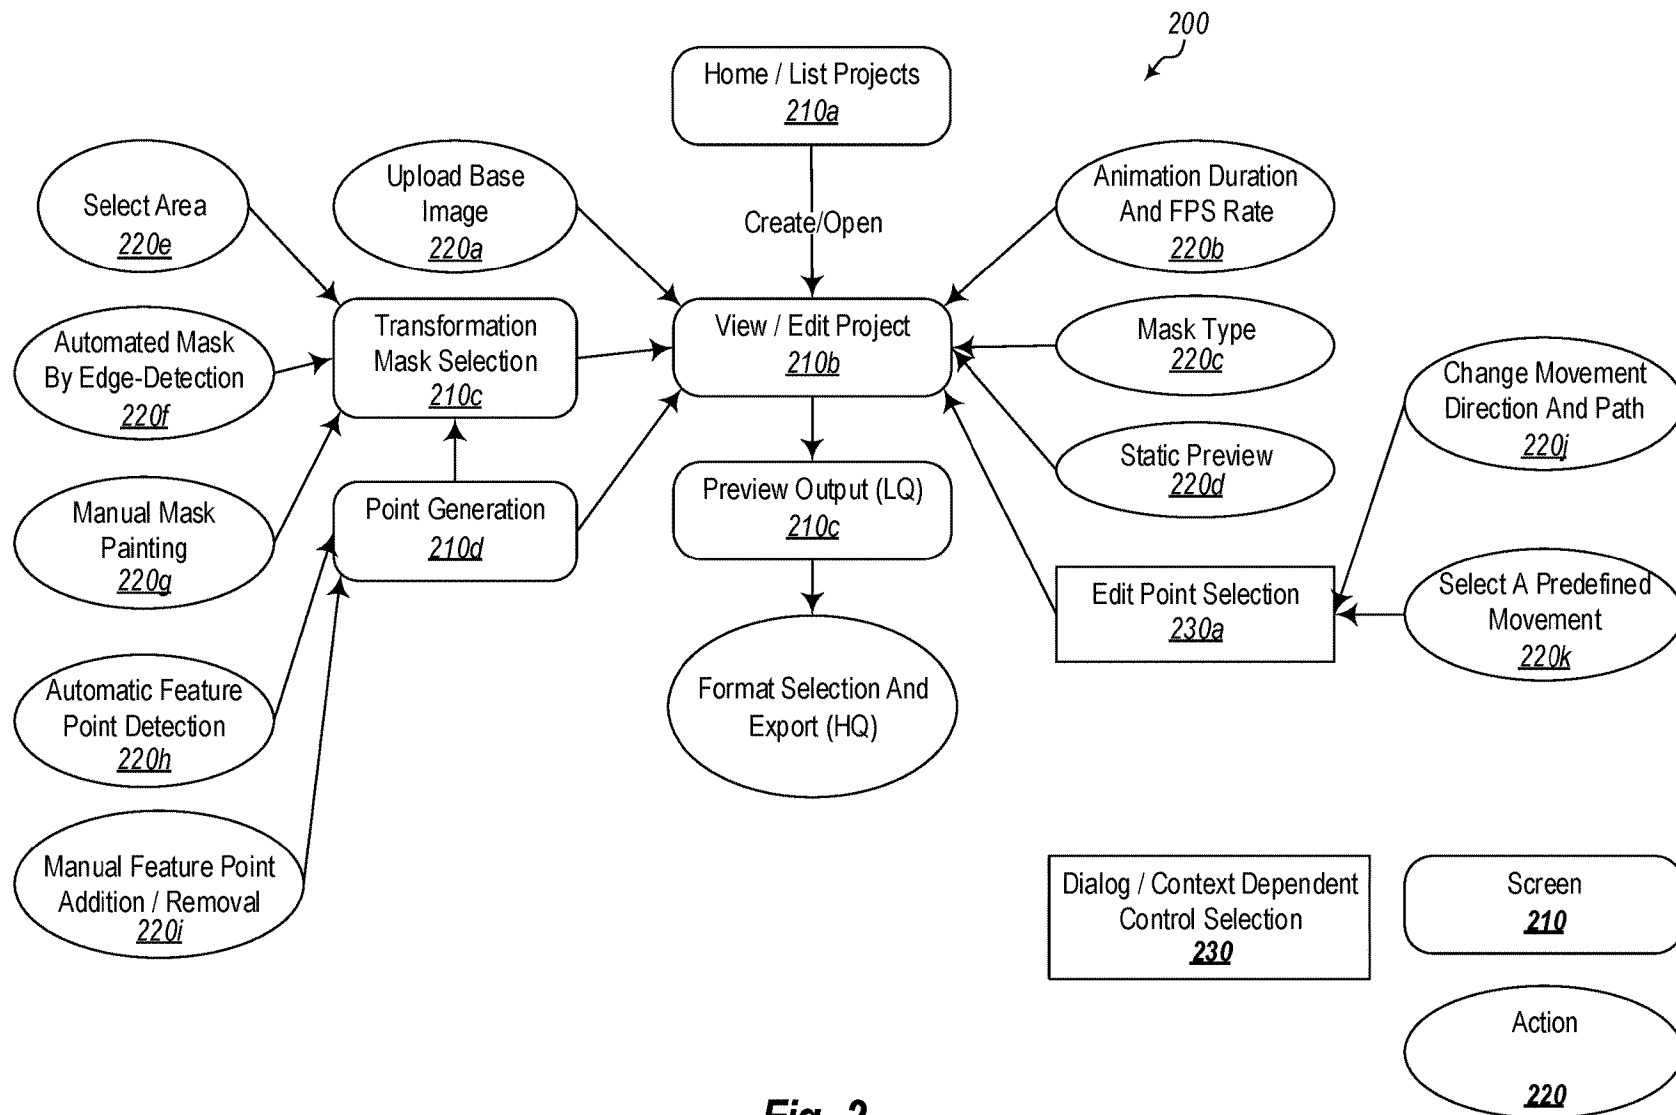 200
Home / List Projects
210a
Select Area
220e
Upload Base
Image
220a
Create/Open
Animation Duration
And FPS Rate
220b
Automated Mask
By Edge-Detection
220f
Transformation
Mask Selection
210c
View / Edit Project
210b
Mask Type
220c
Change Movement
Direction And Path
220j
Static Preview
220d
Manual Mask
Painting
220g
Point Generation
210d
Preview Output (LQ)
210c
Edit Point Selection
230a
Select A Predefined
Movement
220k
Automatic Feature
Point Detection
220h
Format Selection And
Export (HQ)
Manual Feature Point
Addition / Removal
220i
Dialog / Context Dependent
Control Selection
230
Screen
210
Action
220
Fig. 2